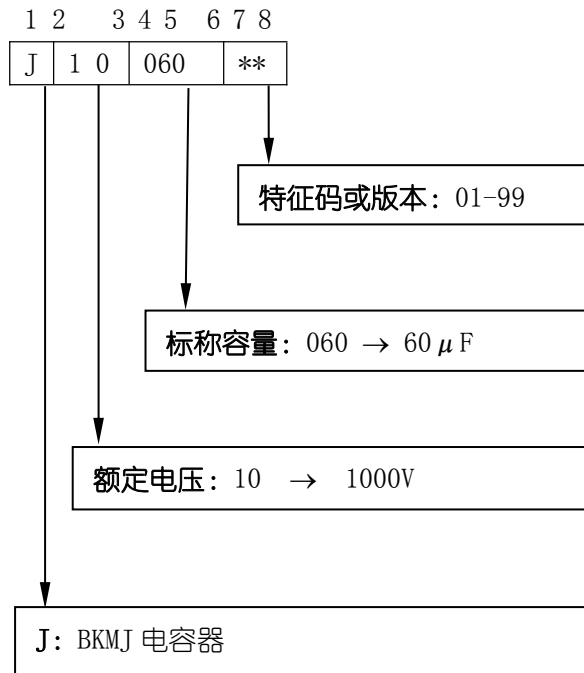 1 2 3 4 5 6 7 8
J 1 0 060 **
特征码或版本：01-99
标称容量：060 → 60μF
额定电压：10 → 1000V
J：BKMJ 电容器